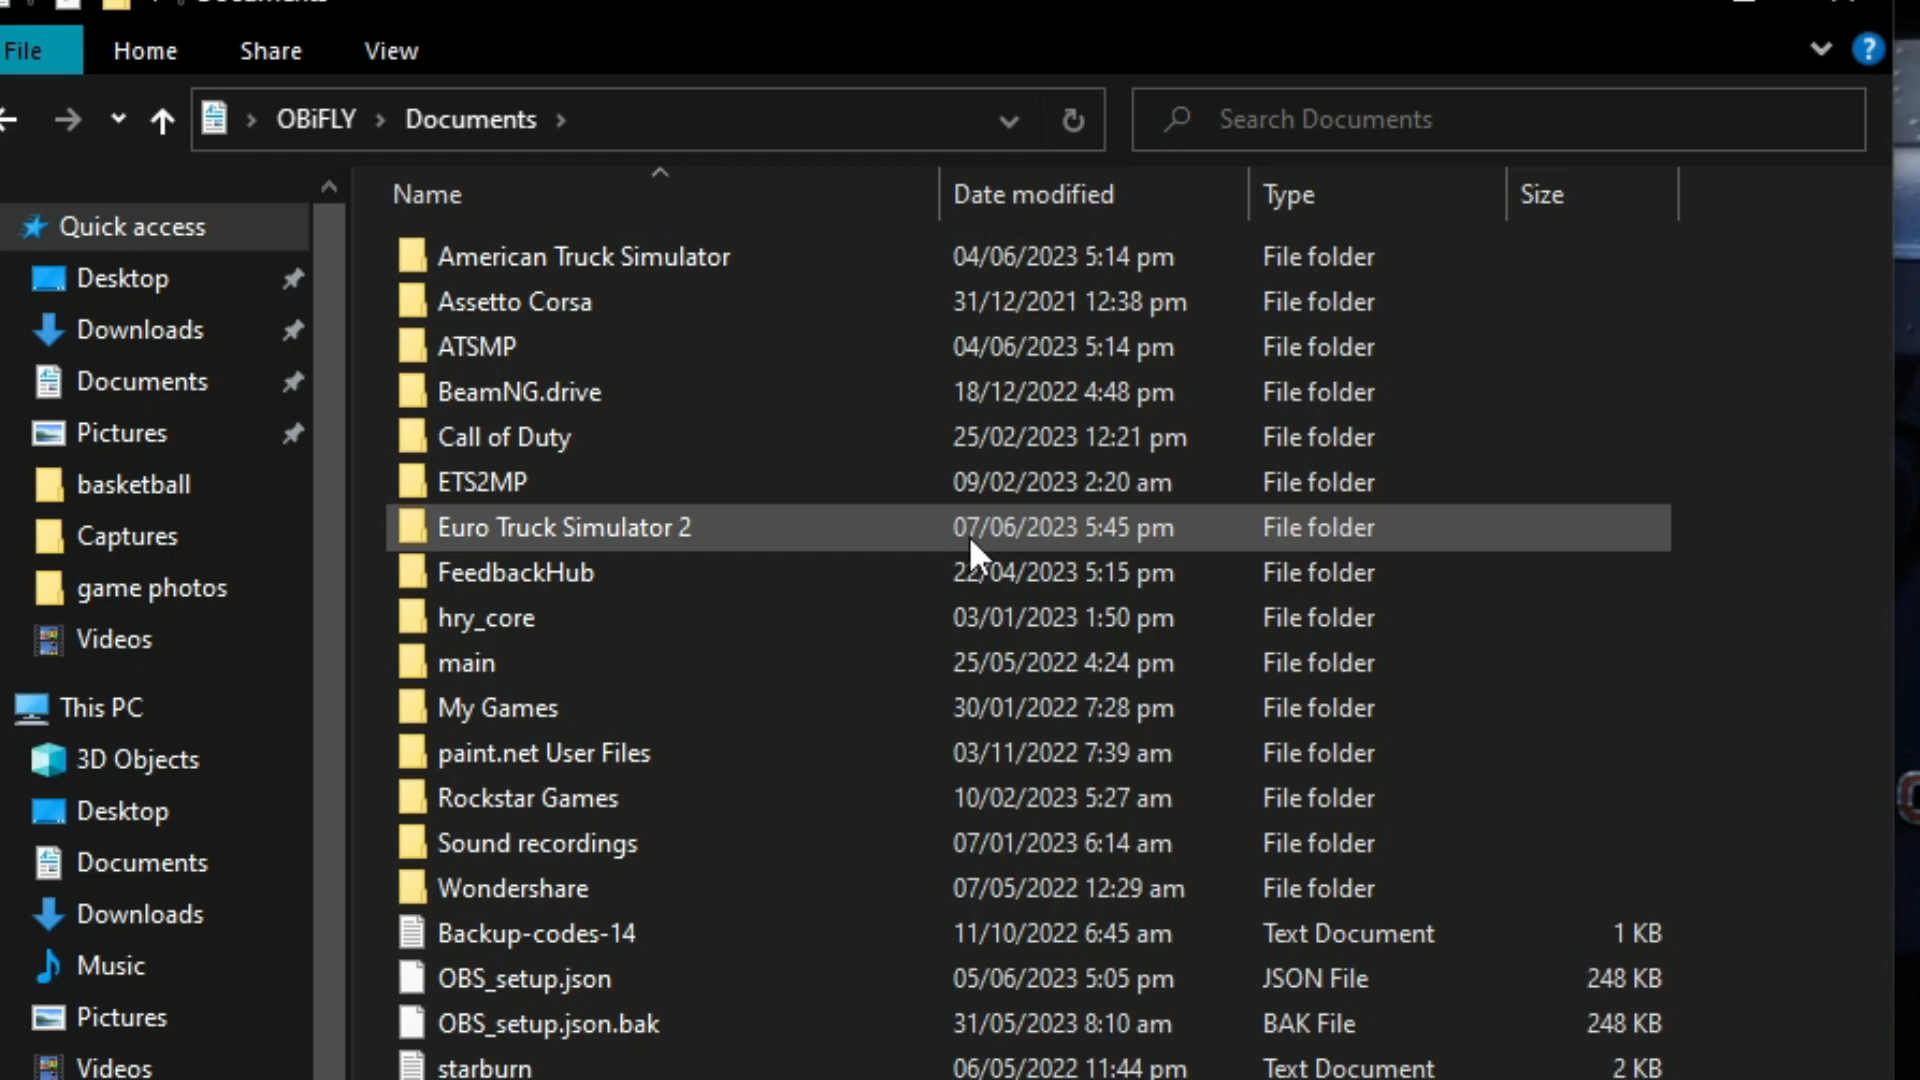 Documents
File Home Share View
OBiFLY Documents Search Documents
Name Date modified Type Size
Quick access
Desktop
Downloads
Documents
Pictures
basketball
Captures
game photos
Videos
This PC
3D Objects
Desktop
Documents
Downloads
Music
Pictures
Videos
American Truck Simulator 04/06/2023 5:14 pm File folder
Assetto Corsa 31/12/2021 12:38 pm File folder
ATSMP 04/06/2023 5:14 pm File folder
BeamNG.drive 18/12/2022 4:48 pm File folder
Call of Duty 25/02/2023 12:21 pm File folder
ETS2MP 09/02/2023 2:20 am File folder
Euro Truck Simulator 2 07/06/2023 5:45 pm File folder
FeedbackHub 22/04/2023 5:15 pm File folder
hry_core 03/01/2023 1:50 pm File folder
main 25/05/2022 4:24 pm File folder
My Games 30/01/2022 7:28 pm File folder
paint.net User Files 03/11/2022 7:39 am File folder
Rockstar Games 10/02/2023 5:27 am File folder
Sound recordings 07/01/2023 6:14 am File folder
Wondershare 07/05/2022 12:29 am File folder
Backup-codes-14 11/10/2022 6:45 am Text Document 1 KB
OBS_setup.json 05/06/2023 5:05 pm JSON File 248 KB
OBS_setup.json.bak 31/05/2023 8:10 am BAK File 248 KB
starburn 06/05/2022 11:44 pm Text Document 2 KB